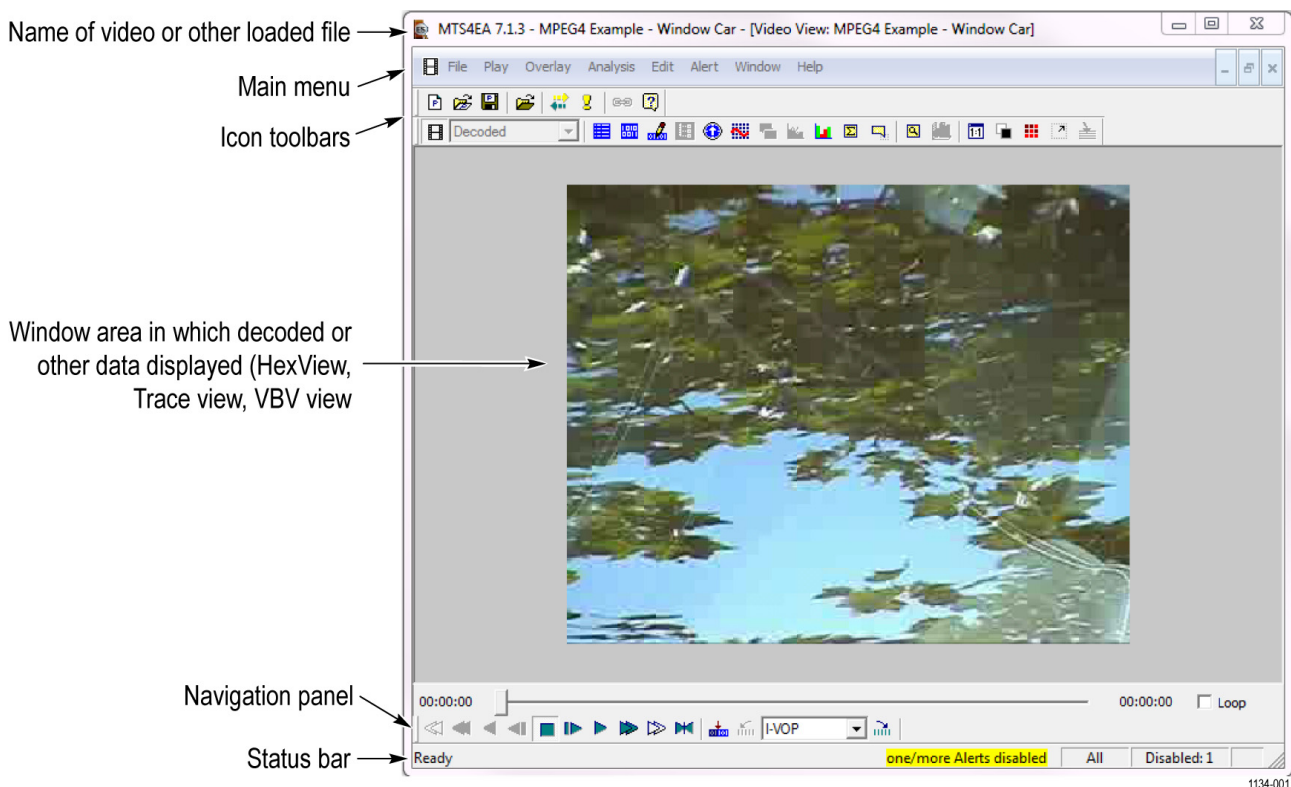 Name of video or other loaded file
MTS4EA 7.1.3 - MPEG4 Example - Window Car - [Video View: MPEG4 Example - Window Car]
Main menu
File Play Overlay Analysis Edit Alert Window Help
Icon toolbars
Decoded
Window area in which decoded or
other data displayed (HexView,
Trace view, VBV view
Navigation panel
00:00:00
00:00:00
Loop
I-VOP
Status bar
Ready
one/more Alerts disabled
All
Disabled: 1
1134-001